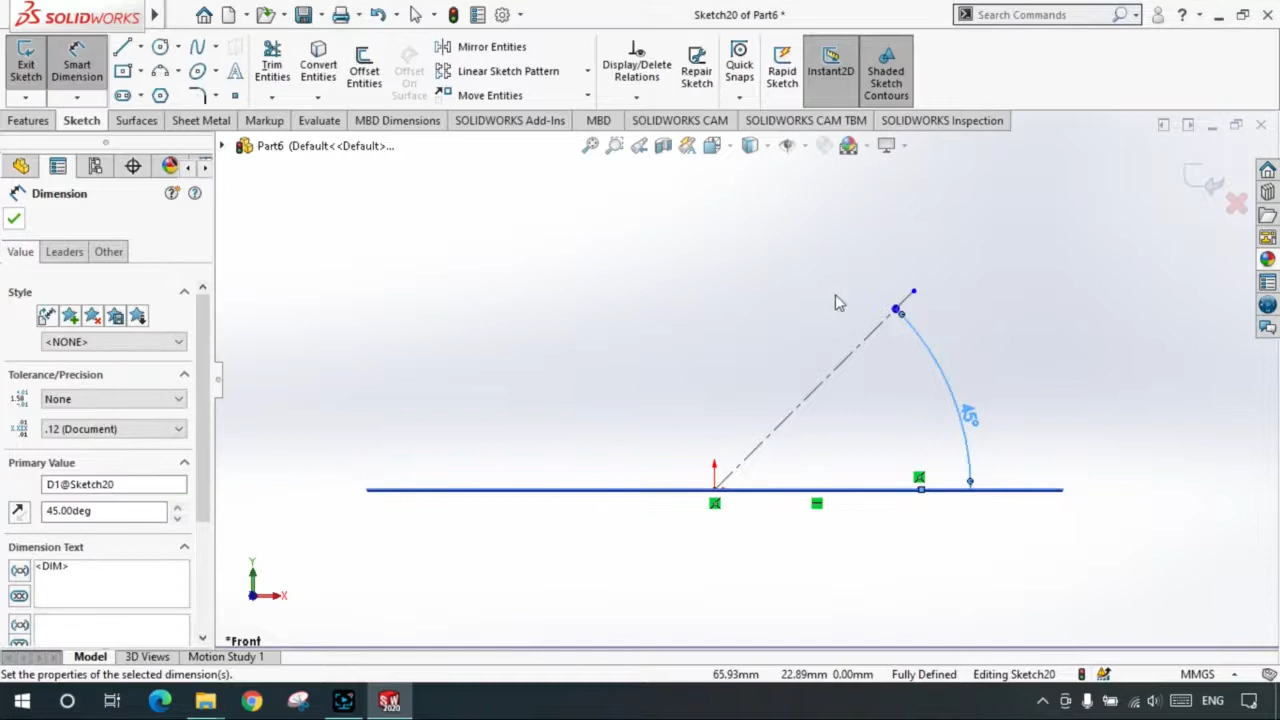 SOLIDWORKS
Sketch20 of Part6 *
Search Commands
?
Exit Sketch
Smart Dimension
Trim Entities
Convert Entities
Offset Entities
Offset On Surface
Mirror Entities
Linear Sketch Pattern
Move Entities
Display/Delete Relations
Repair Sketch
Quick Snaps
Rapid Sketch
Instant2D
Shaded Sketch Contours
Features Sketch Surfaces Sheet Metal Markup Evaluate MBD Dimensions SOLIDWORKS Add-Ins MBD SOLIDWORKS CAM SOLIDWORKS CAM TBM SOLIDWORKS Inspection
Part6 (Default<<Default>...
Dimension
Value Leaders Other
Style
<NONE>
Tolerance/Precision
None
.12 (Document)
Primary Value
D1@Sketch20
45.00deg
Dimension Text
<DIM>
45°
Y
X
*Front
Model 3D Views Motion Study 1
Set the properties of the selected dimension(s). 65.93mm 22.89mm 0.00mm Fully Defined Editing Sketch20 MMGS
SW 2020
ENG